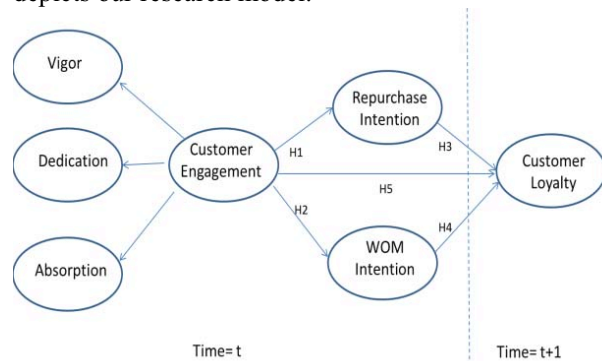 depicts our research model.
Vigor
Dedication
Absorption
Customer
Engagement
H1
H2
Repurchase
Intention
H3
H5
WOM
Intention
H4
Customer
Loyalty
Time= t
Time= t+1